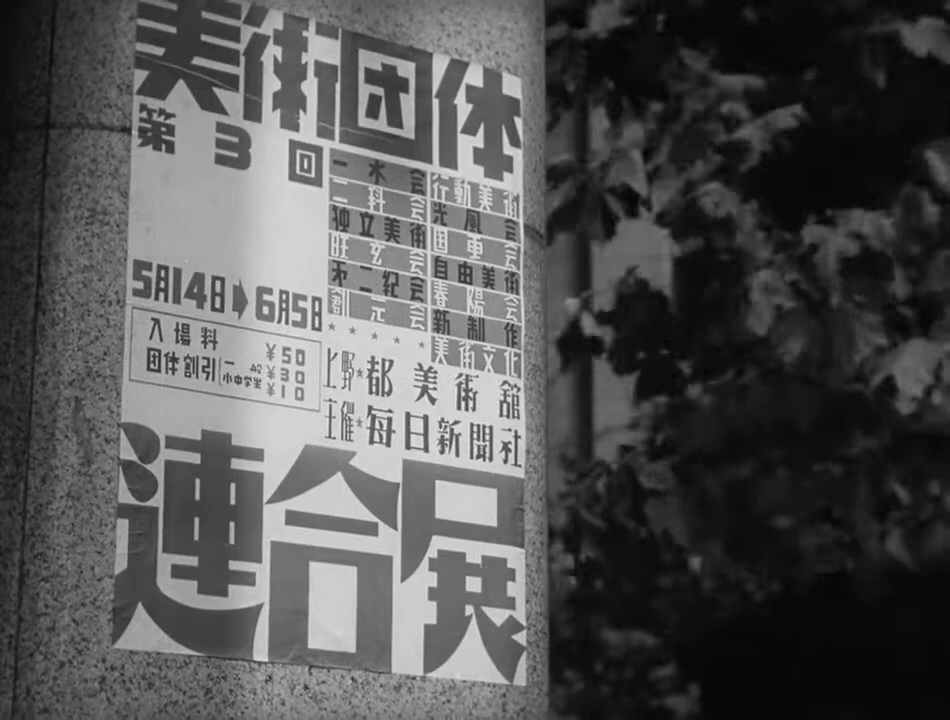 美術団体
第3回
一水会
二科会
独立美術
旺玄会
第二紀会
創元会
行動美術
光風会
国画会
自由美術
春陽会
新制作
美術文化
5月14日➡6月5日
入場料 ¥50
団体割引 一般 ¥30
小中学生 ¥10
上野★都美術館
主催★毎日新聞社
連合展